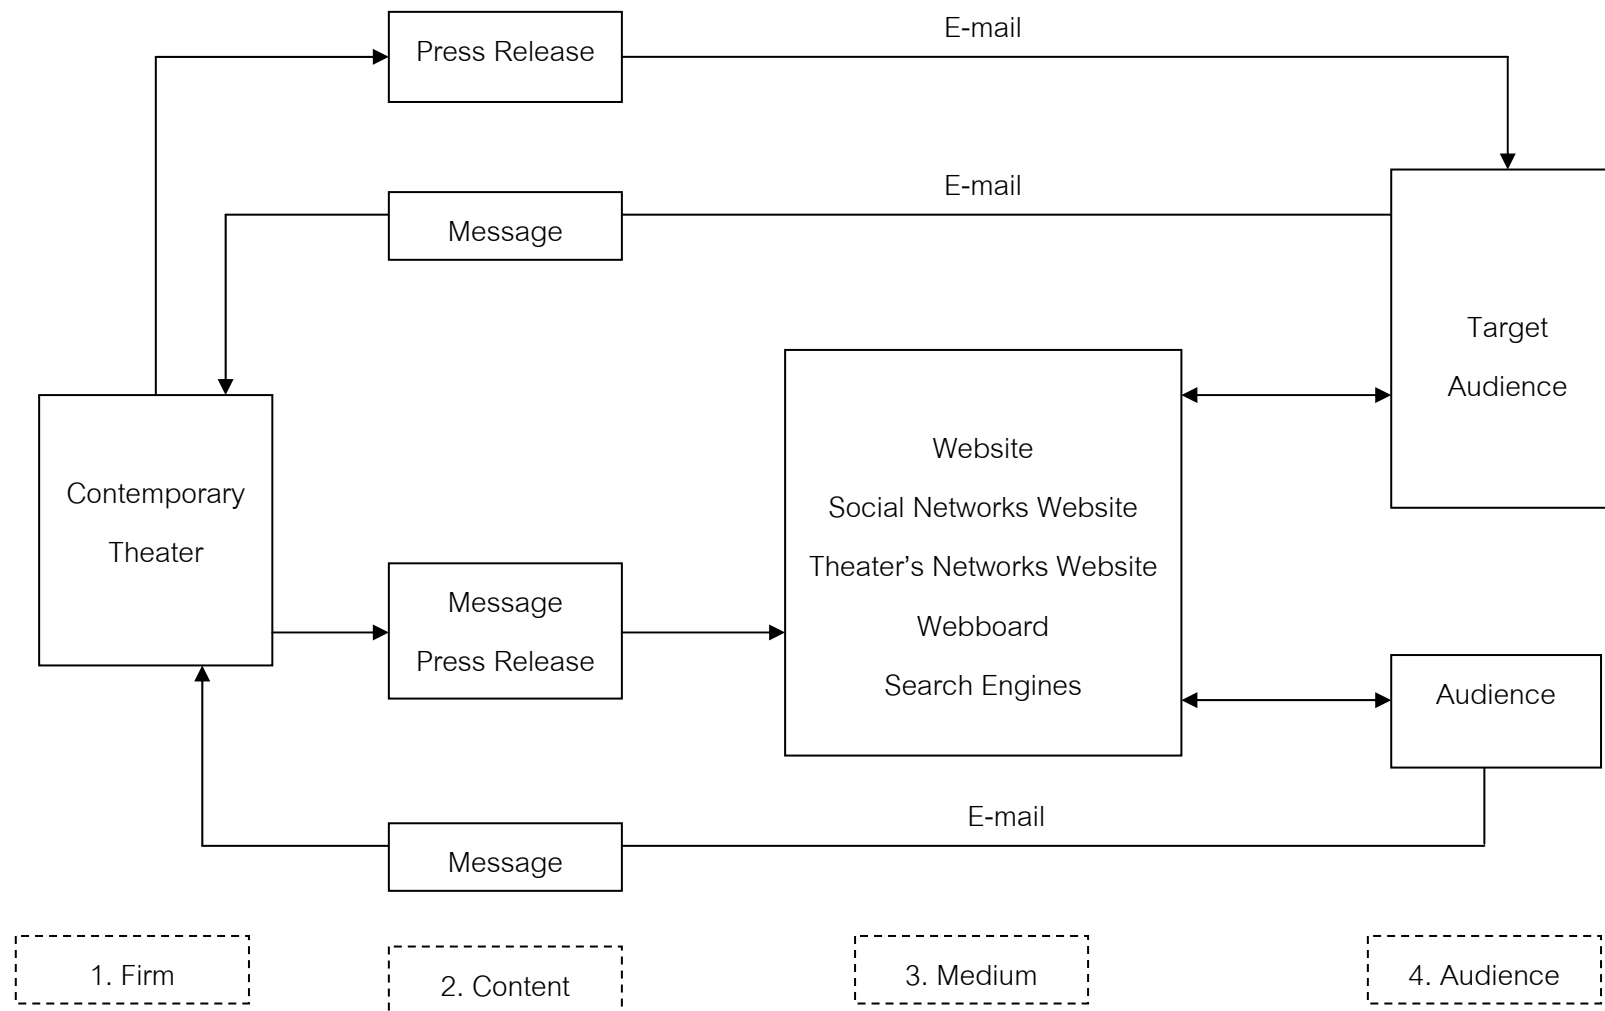 E-mail
Press Release
E-mail
Message
Target
Audience
Contemporary
Theater
Message
Press Release
Website
Social Networks Website
Theater’s Networks Website
Webboard
Search Engines
Audience
E-mail
Message
1. Firm
2. Content
3. Medium
4. Audience